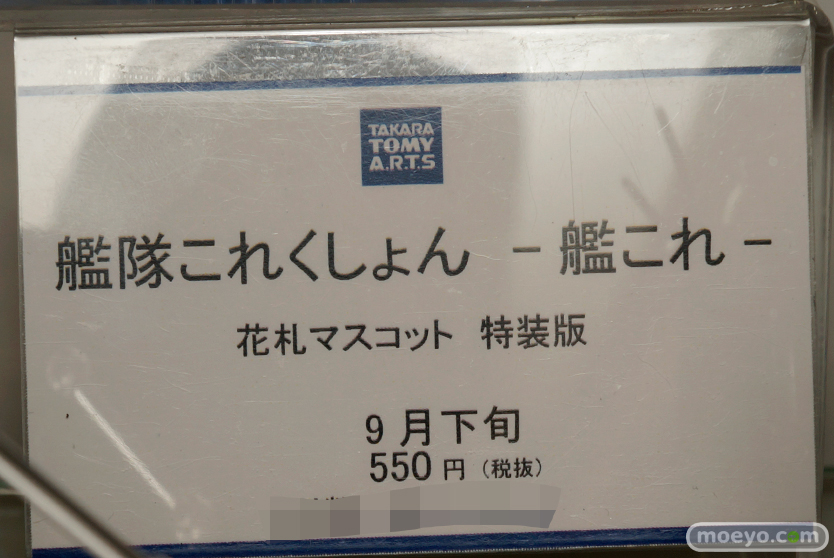 TAKARA
TOMY
A.R.T.S
艦隊これくしょん －艦これ－
花札マスコット 特装版
9月下旬
550円（税抜）
moeyo.com